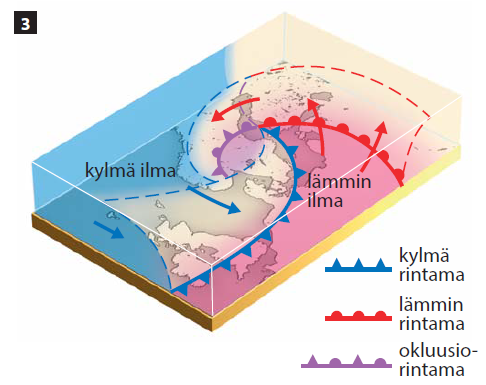 3
kylmä ilma
lämmin
ilma
kylmä
rintama
lämmin
rintama
okluusio-
rintama